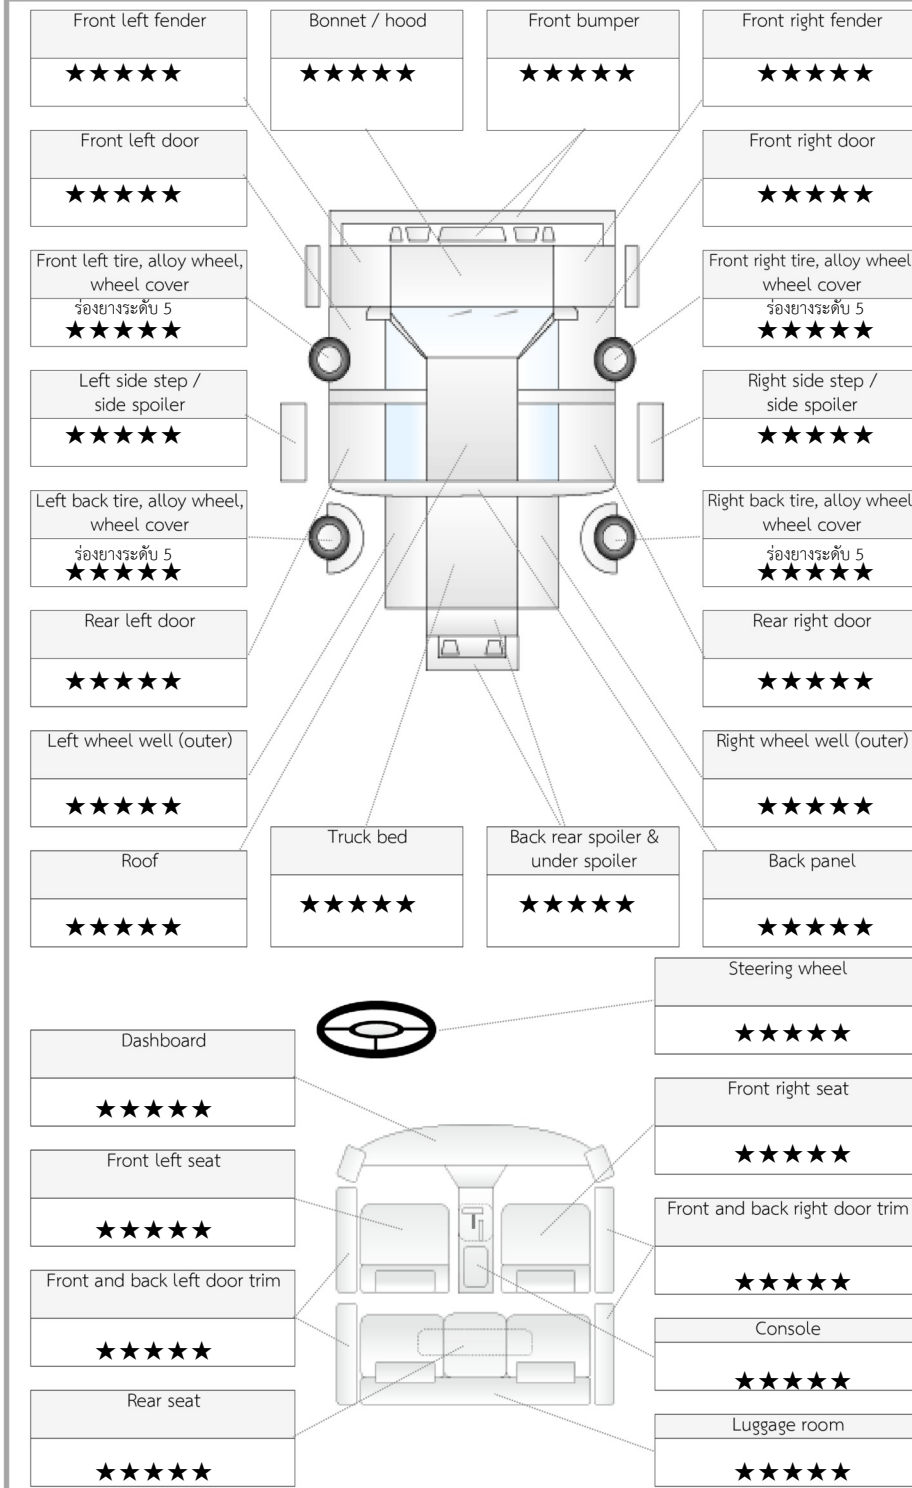 Front left fender
★★★★★
Bonnet / hood
★★★★★
Front bumper
★★★★★
Front right fender
★★★★★
Front left door
★★★★★
Front right door
★★★★★
Front left tire, alloy wheel,
wheel cover
ร่องยางระดับ 5
★★★★★
Front right tire, alloy wheel
wheel cover
ร่องยางระดับ 5
★★★★★
Left side step /
side spoiler
★★★★★
Right side step /
side spoiler
★★★★★
Left back tire, alloy wheel,
wheel cover
ร่องยางระดับ 5
★★★★★
Right back tire, alloy wheel
wheel cover
ร่องยางระดับ 5
★★★★★
Rear left door
★★★★★
Rear right door
★★★★★
Left wheel well (outer)
★★★★★
Right wheel well (outer)
★★★★★
Roof
★★★★★
Truck bed
★★★★★
Back rear spoiler &
under spoiler
★★★★★
Back panel
★★★★★
Steering wheel
★★★★★
Dashboard
★★★★★
Front right seat
★★★★★
Front left seat
★★★★★
Front and back right door trim
★★★★★
Front and back left door trim
★★★★★
Console
★★★★★
Rear seat
★★★★★
Luggage room
★★★★★